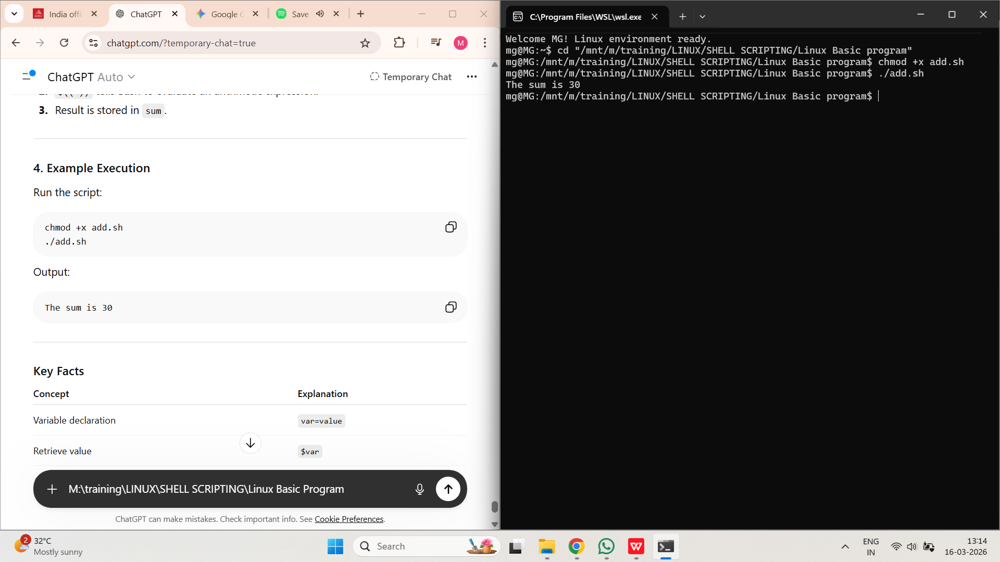 India offi
ChatGPT
Google
Save
chatgpt.com/?temporary-chat=true
M
ChatGPT Auto
Temporary Chat
3. Result is stored in sum.
4. Example Execution
Run the script:
chmod +x add.sh
./add.sh
Output:
The sum is 30
Key Facts
Concept Explanation
Variable declaration var=value
Retrieve value $var
M:\training\LINUX\SHELL SCRIPTING\Linux Basic Program
ChatGPT can make mistakes. Check important info. See Cookie Preferences.
C:\Program Files\WSL\wsl.exe
Welcome MG! Linux environment ready.
mg@MG:~$ cd "/mnt/m/training/LINUX/SHELL SCRIPTING/Linux Basic program"
mg@MG:/mnt/m/training/LINUX/SHELL SCRIPTING/Linux Basic program$ chmod +x add.sh
mg@MG:/mnt/m/training/LINUX/SHELL SCRIPTING/Linux Basic program$ ./add.sh
The sum is 30
mg@MG:/mnt/m/training/LINUX/SHELL SCRIPTING/Linux Basic program$
2
32°C
Mostly sunny
Search
ENG
IN
13:14
16-03-2026